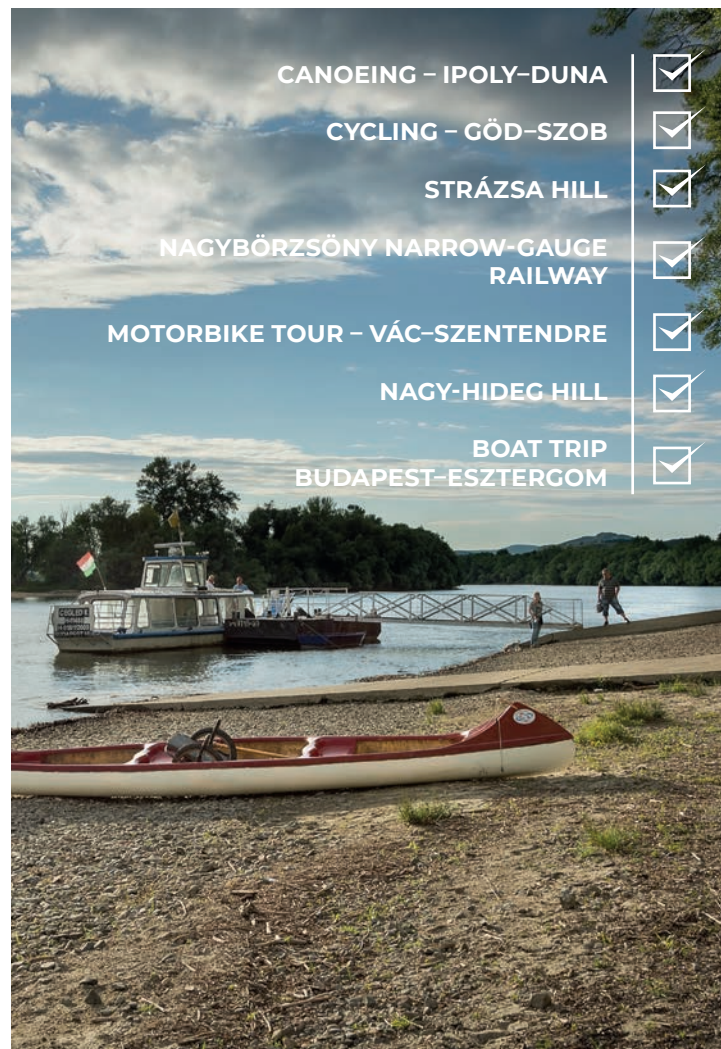 CANOEING – IPOLY–DUNA
CYCLING – GÖD–SZOB
STRÁZSA HILL
NAGYBÖRZSÖNY NARROW-GAUGE
RAILWAY
MOTORBIKE TOUR – VÁC–SZENTENDRE
NAGY-HIDEG HILL
BOAT TRIP
BUDAPEST–ESZTERGOM